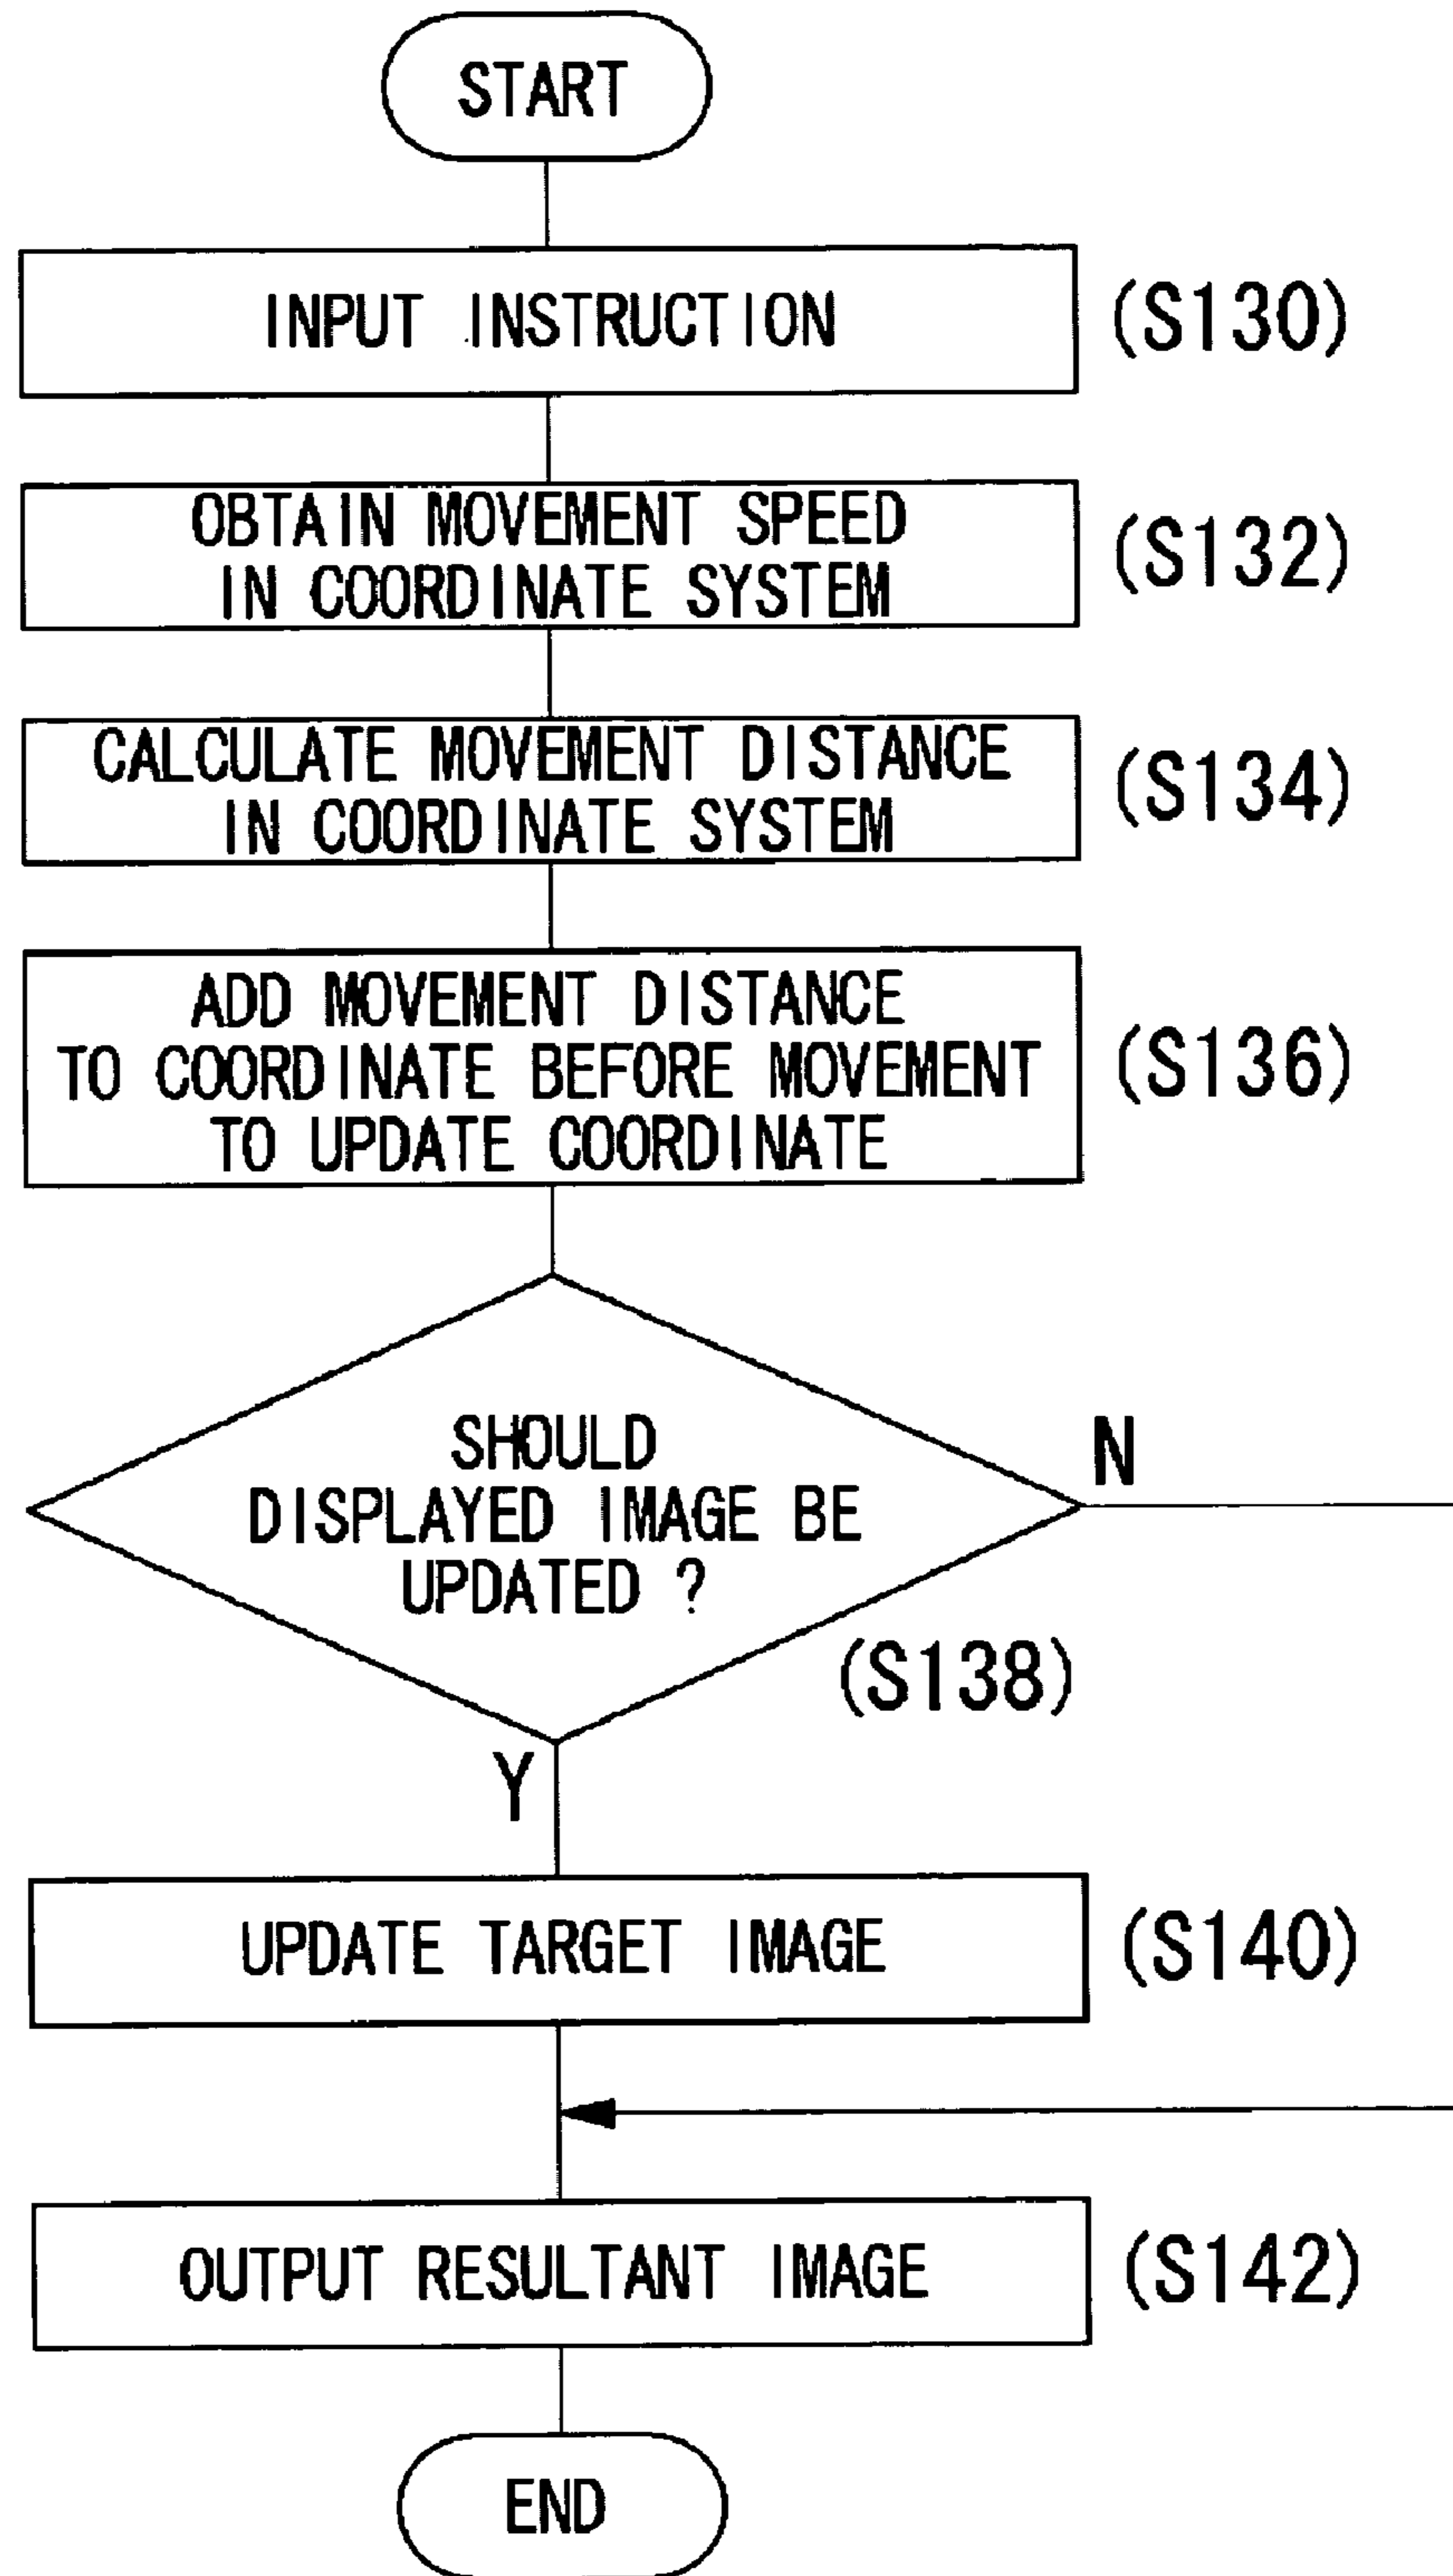 START
INPUT INSTRUCTION
(S130)
OBTAIN MOVEMENT SPEED
IN COORDINATE SYSTEM
(S132)
CALCULATE MOVEMENT DISTANCE
IN COORDINATE SYSTEM
(S134)
ADD MOVEMENT DISTANCE
TO COORDINATE BEFORE MOVEMENT
TO UPDATE COORDINATE
(S136)
SHOULD
DISPLAYED IMAGE BE
UPDATED ?
N
(S138)
Y
UPDATE TARGET IMAGE
(S140)
OUTPUT RESULTANT IMAGE
(S142)
END